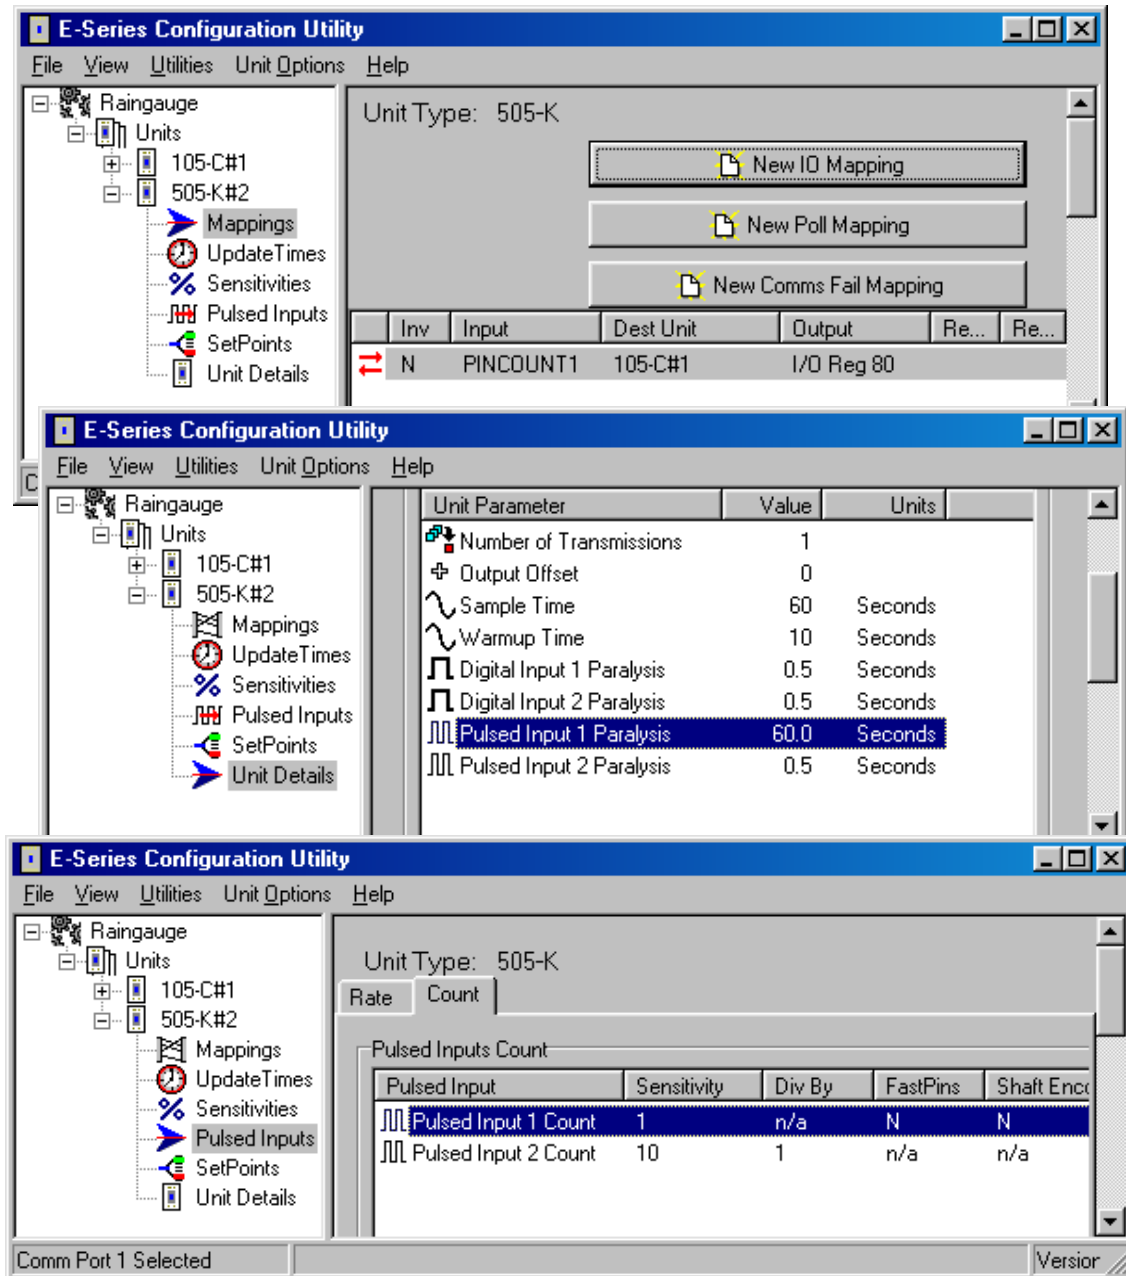 E-Series Configuration Utility
File View Utilities Unit Options Help
Raingauge
Units
105-C#1
505-K#2
Mappings
UpdateTimes
Sensitivities
Pulsed Inputs
SetPoints
Unit Details
Unit Type: 505-K
New IO Mapping
New Poll Mapping
New Comms Fail Mapping
Inv Input Dest Unit Output Re... Re...
N PINCOUNT1 105-C#1 I/O Reg 80
C
E-Series Configuration Utility
File View Utilities Unit Options Help
Raingauge
Units
105-C#1
505-K#2
Mappings
UpdateTimes
Sensitivities
Pulsed Inputs
SetPoints
Unit Details
Unit Parameter Value Units
Number of Transmissions 1
Output Offset 0
Sample Time 60 Seconds
Warmup Time 10 Seconds
Digital Input 1 Paralysis 0.5 Seconds
Digital Input 2 Paralysis 0.5 Seconds
Pulsed Input 1 Paralysis 60.0 Seconds
Pulsed Input 2 Paralysis 0.5 Seconds
E-Series Configuration Utility
File View Utilities Unit Options Help
Raingauge
Units
105-C#1
505-K#2
Mappings
UpdateTimes
Sensitivities
Pulsed Inputs
SetPoints
Unit Details
Unit Type: 505-K
Rate Count
Pulsed Inputs Count
Pulsed Input Sensitivity Div By FastPins Shaft Enco
Pulsed Input 1 Count 1 n/a N N
Pulsed Input 2 Count 10 1 n/a n/a
Comm Port 1 Selected Version